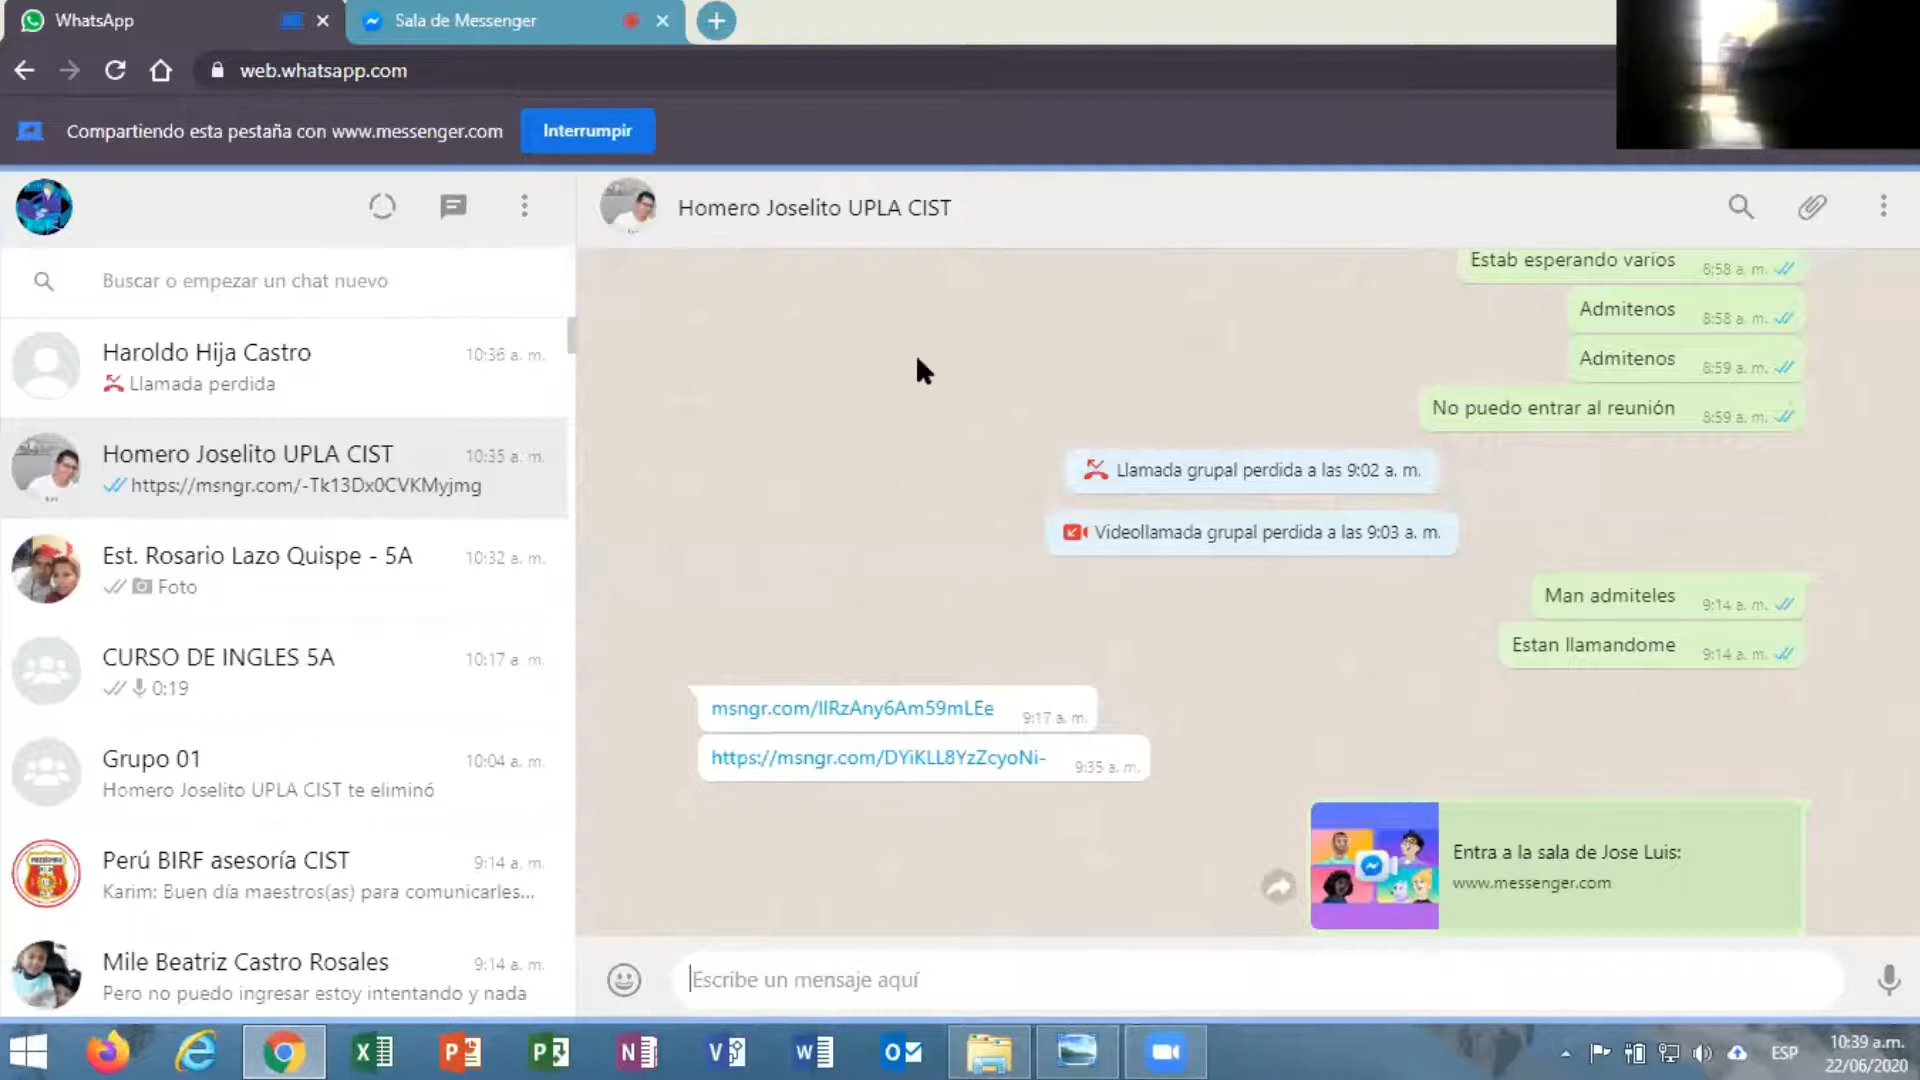 WhatsApp
Sala de Messenger
web.whatsapp.com
Compartiendo esta pestaña con www.messenger.com
Interrumpir
Homero Joselito UPLA CIST
Buscar o empezar un chat nuevo
Haroldo Hija Castro
10:36 a. m.
Llamada perdida
Homero Joselito UPLA CIST
10:35 a. m.
https://msngr.com/-Tk13Dx0CVKMyjmg
Est. Rosario Lazo Quispe - 5A
10:32 a. m.
Foto
CURSO DE INGLES 5A
10:17 a. m.
0:19
Grupo 01
10:04 a. m.
Homero Joselito UPLA CIST te eliminó
Perú BIRF asesoría CIST
9:14 a. m.
Karim: Buen día maestros(as) para comunicarles...
Mile Beatriz Castro Rosales
9:14 a. m.
Pero no puedo ingresar estoy intentando y nada
Estab esperando varios
8:58 a. m.
Admitenos
8:58 a. m.
Admitenos
8:59 a. m.
No puedo entrar al reunión
8:59 a. m.
Llamada grupal perdida a las 9:02 a. m.
Videollamada grupal perdida a las 9:03 a. m.
Man admiteles
9:14 a. m.
Estan llamandome
9:14 a. m.
msngr.com/IIRzAny6Am59mLEe
9:17 a. m.
https://msngr.com/DYiKLL8YzZcyoNi-
9:35 a. m.
Entra a la sala de Jose Luis:
www.messenger.com
Escribe un mensaje aquí
ESP
10:39 a.m.
22/06/2020